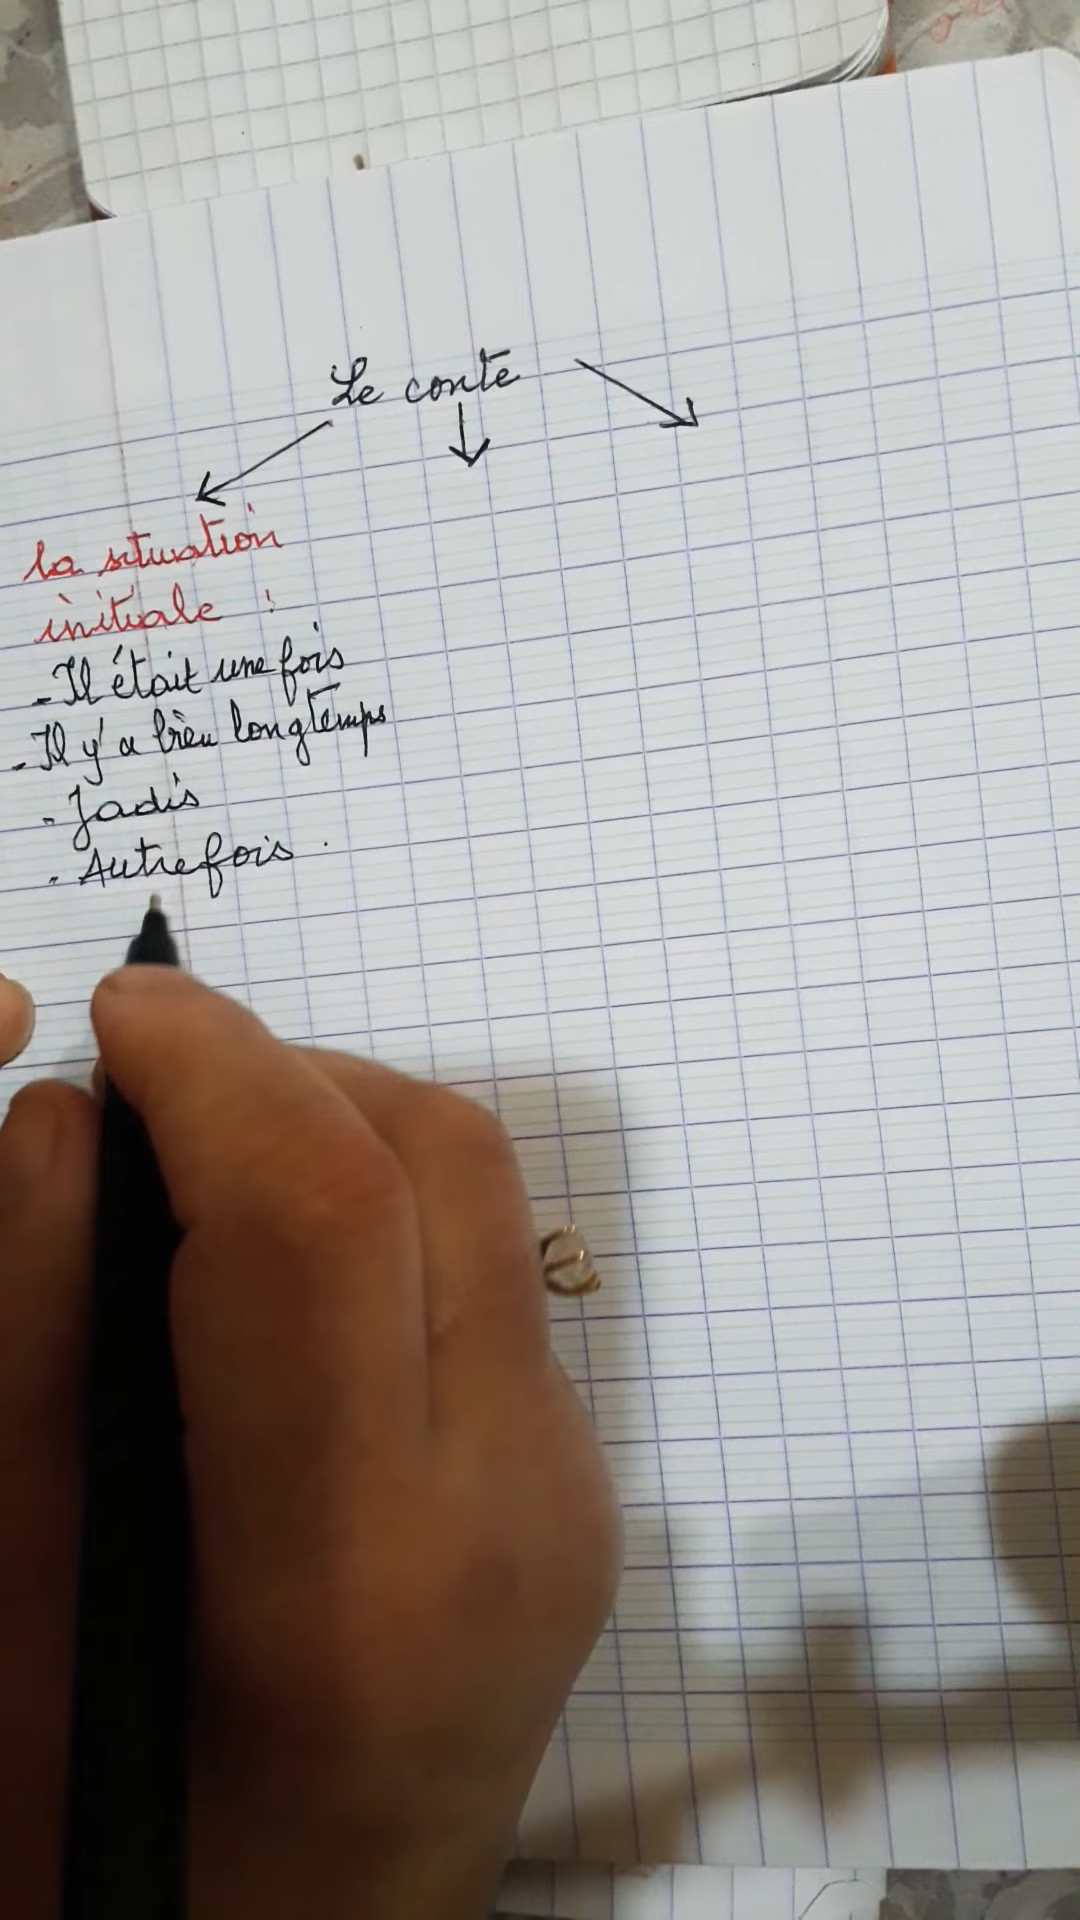 Le conte
la situation
initiale :
- Il était une fois
- Il y'a bien longtemps
- Jadis
- Autrefois.